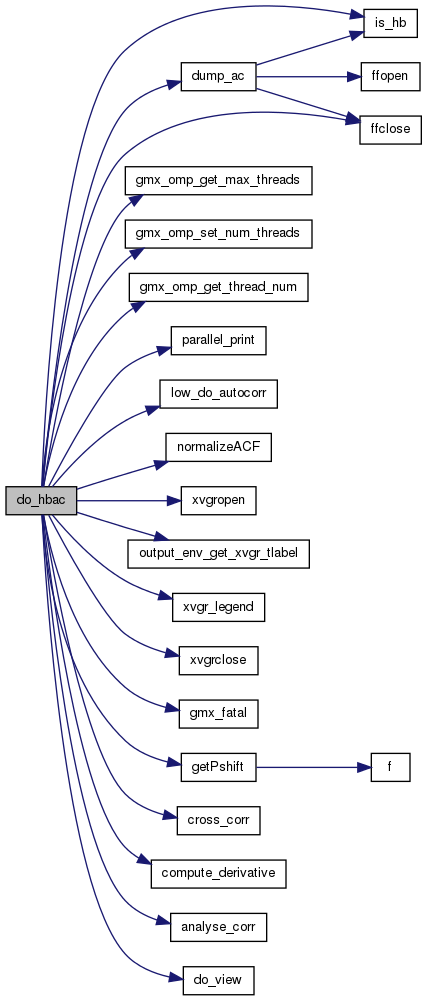 is_hb
dump_ac
ffopen
ffclose
gmx_omp_get_max_threads
gmx_omp_set_num_threads
gmx_omp_get_thread_num
parallel_print
low_do_autocorr
normalizeACF
do_hbac
xvgropen
output_env_get_xvgr_tlabel
xvgr_legend
xvgrclose
gmx_fatal
getPshift
f
cross_corr
compute_derivative
analyse_corr
do_view